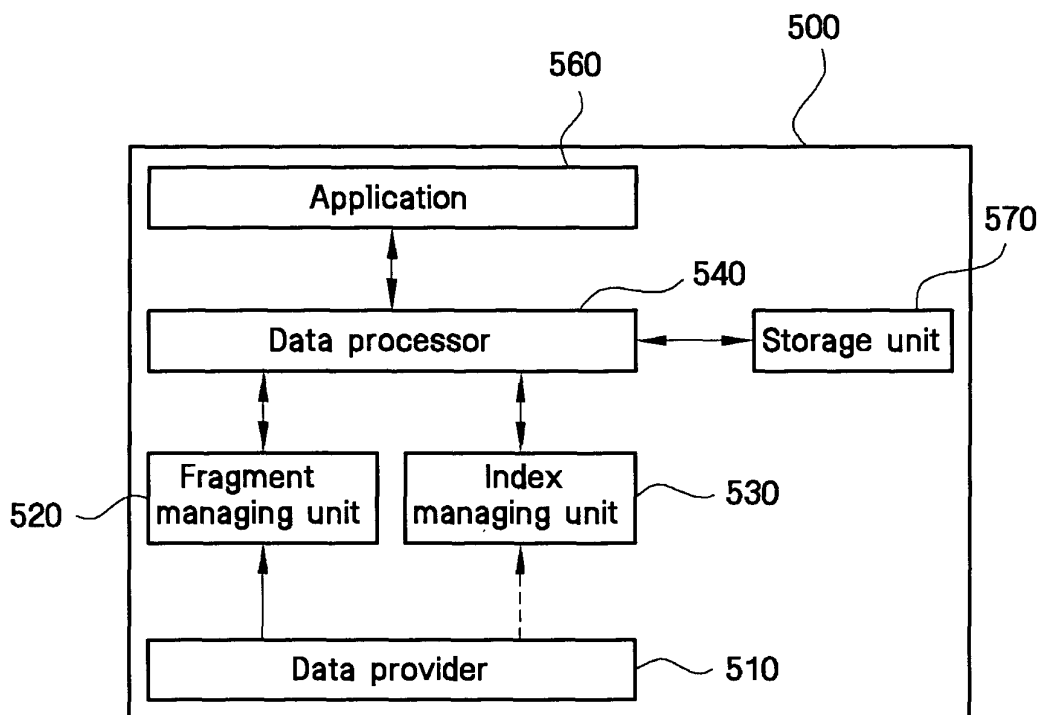 500
560
Application
570
540
Data processor
Storage unit
Fragment
managing unit
520
Index
managing unit
530
Data provider
510